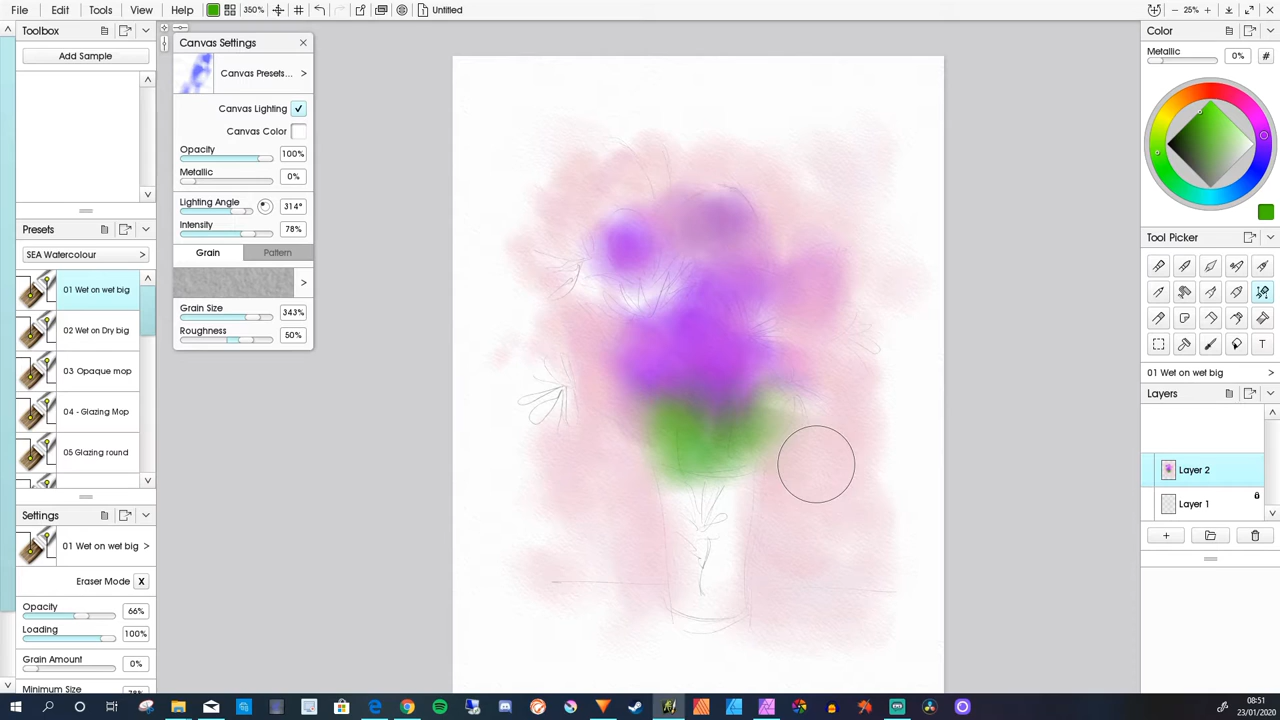 File Edit Tools View Help 350% Untitled 25%
Toolbox
Add Sample
Presets
SEA Watercolour >
01 Wet on wet big
02 Wet on Dry big
03 Opaque mop
04 - Glazing Mop
05 Glazing round
Settings
01 Wet on wet big >
Eraser Mode X
Opacity
66%
Loading
100%
Grain Amount
0%
Minimum Size
78%
Canvas Settings
Canvas Presets... >
Canvas Lighting
Canvas Color
Opacity
100%
Metallic
0%
Lighting Angle
314°
Intensity
78%
Grain Pattern
Grain Size
343%
Roughness
50%
Color
Metallic
0% #
Tool Picker
T
01 Wet on wet big >
Layers
Layer 2
Layer 1
08:51
23/01/2020